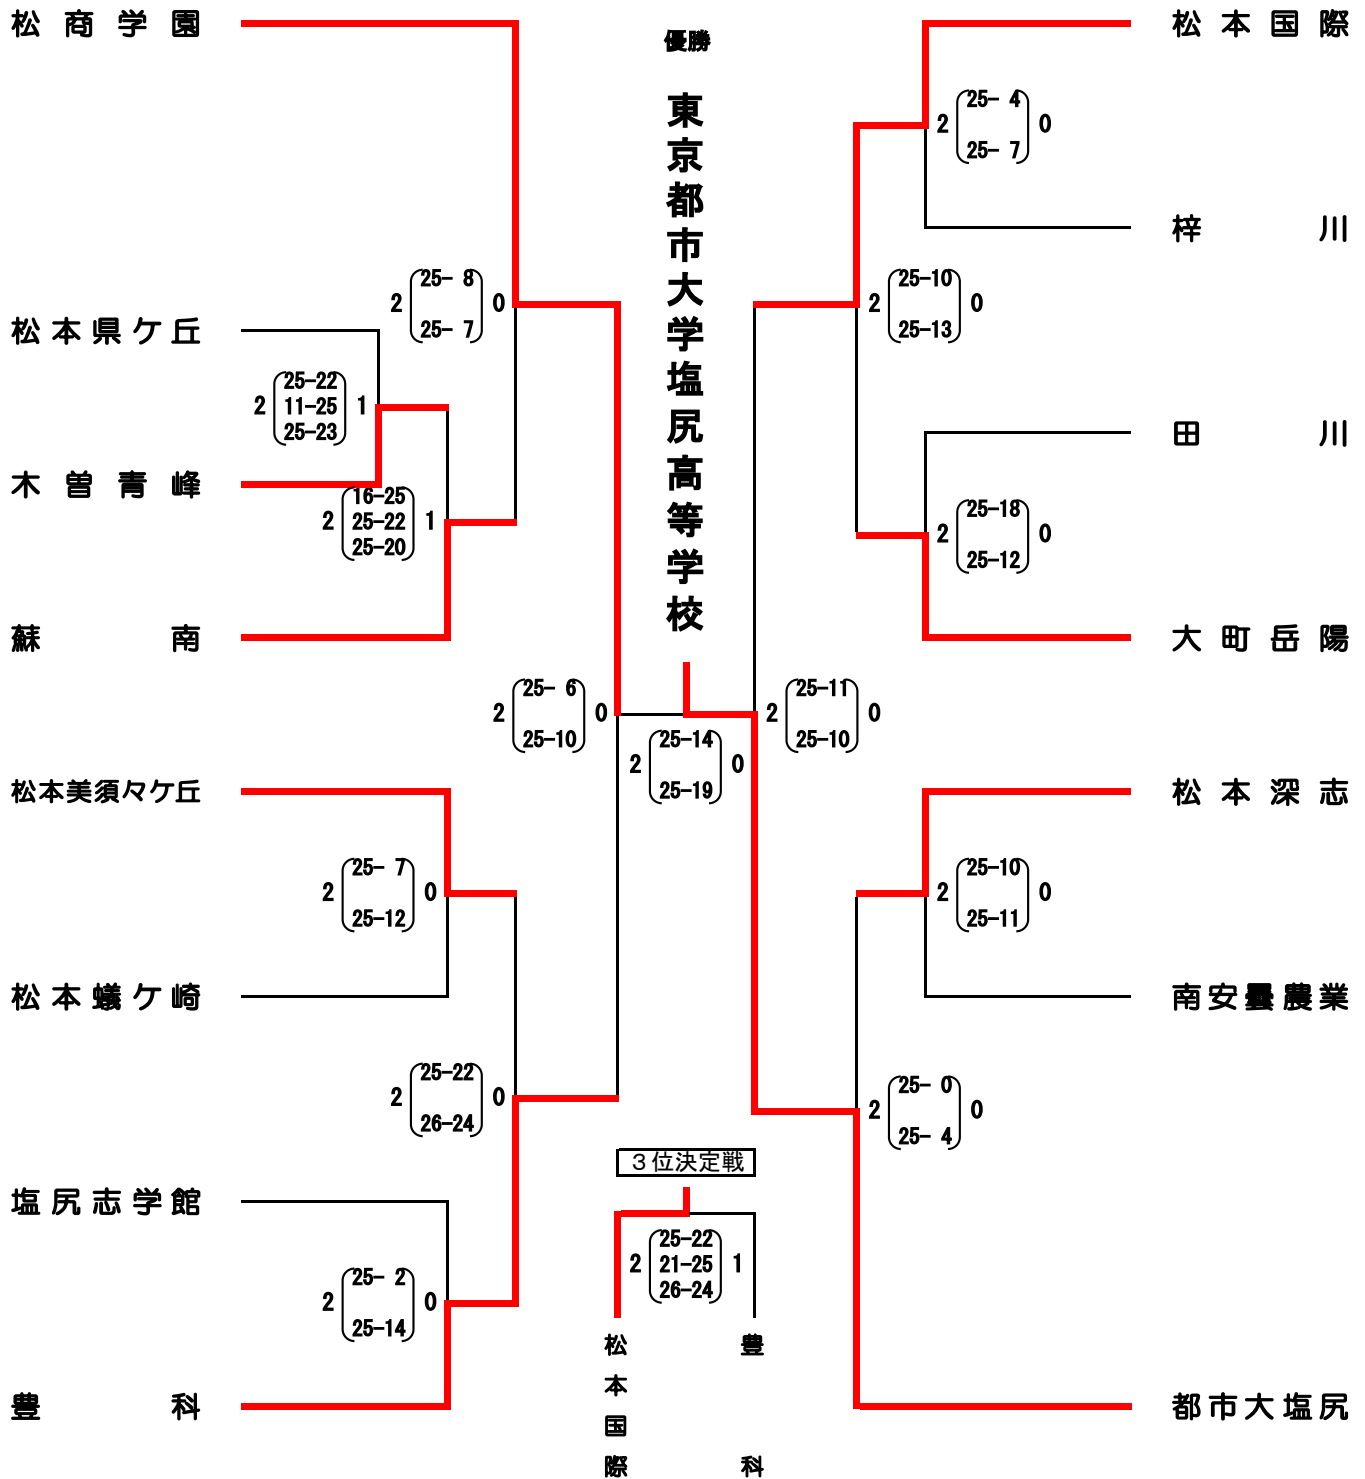 優勝
東京都市大学塩尻高等学校
松商学園
松本県ケ丘
木曽青峰
蘇南
松本美須々ケ丘
松本蟻ケ崎
塩尻志学館
豊科
2 25-22 1
11-25
25-23
2 16-25 1
25-22
25-20
2 25- 8 0
25- 7
2 25- 7 0
25-12
2 25- 2 0
25-14
2 25-22 0
26-24
2 25- 6 0
25-10
2 25-14 0
25-19
2 25-11 0
25-10
松本国際
梓川
田川
大町岳陽
松本深志
南安曇農業
都市大塩尻
2 25- 4 0
25- 7
2 25-10 0
25-13
2 25-18 0
25-12
2 25-10 0
25-11
2 25- 0 0
25- 4
3位決定戦
2 25-22 1
21-25
26-24
松本国際
豊科